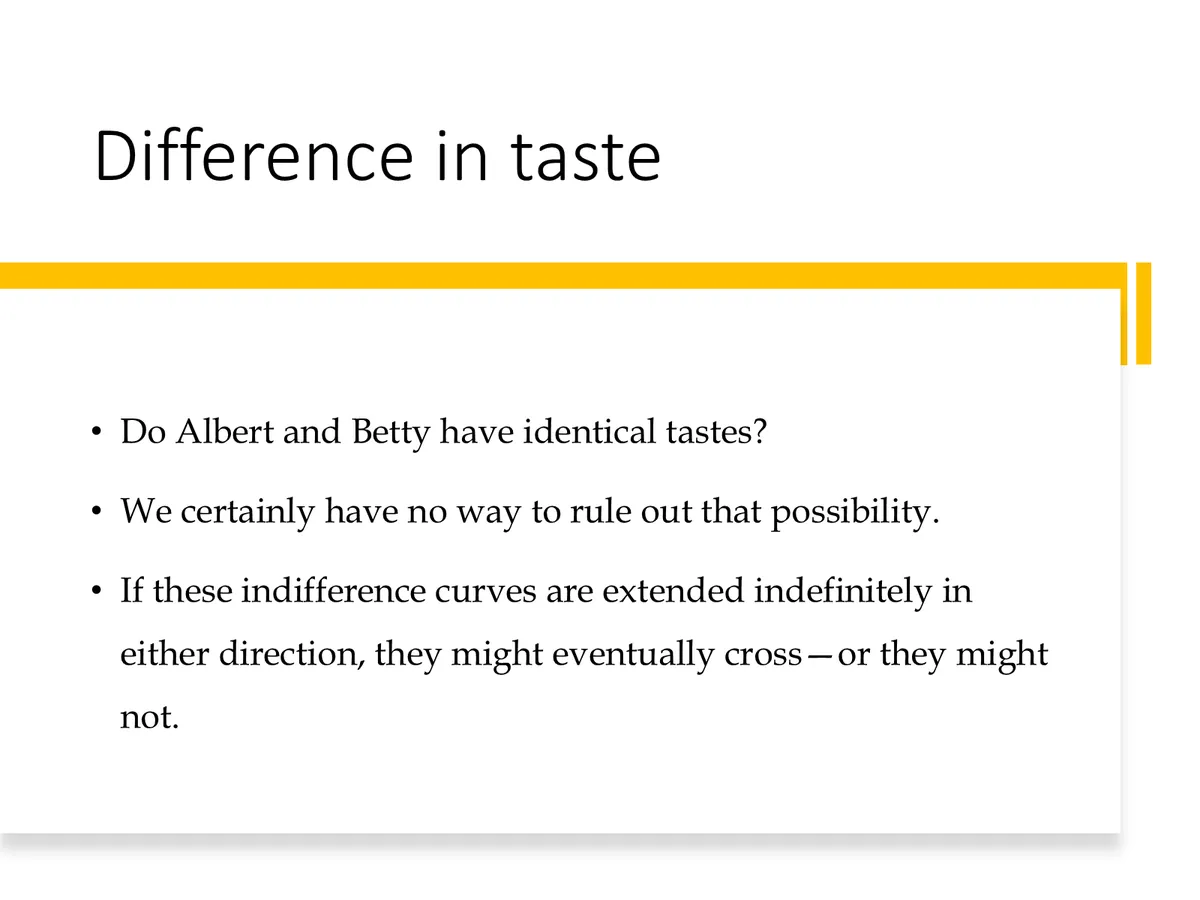 Difference in taste
• Do Albert and Betty have identical tastes?
• We certainly have no way to rule out that possibility.
• If these indifference curves are extended indefinitely in
either direction, they might eventually cross—or they might
not.